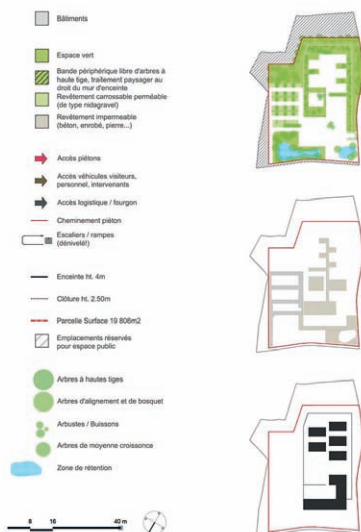 Bâtiments
Espace vert
Bande périphérique libre d'arbres à
haute tige, traitement paysager au
droit du mur d'enceinte
Revêtement carrossable perméable
(de type nidagravel)
Revêtement impermeable
(béton, enrobé, pierre...)
Accès piétons
Accès véhicules visiteurs,
personnel, intervenants
Accès logistique / fourgon
Cheminement piéton
Escaliers / rampes
(dénivelé!)
Enceinte ht. 4m
Clôture ht. 2.50m
Parcelle Surface 19 806m2
Emplacements réservés
pour espace public
Arbres à hautes tiges
Arbres d'alignement et de bosquet
Arbustes / Buissons
Arbres de moyenne croissonce
Zone de rétention
8 16 40 m